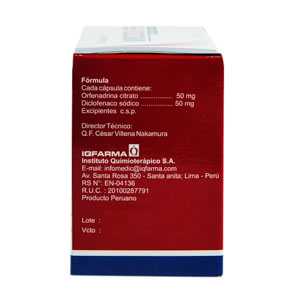 Fórmula
Cada cápsula contiene:
Orfenadrina citrato .................... 50 mg
Diclofenaco sódico .................... 50 mg
Excipientes c.s.p.
Director Técnico:
Q.F. César Villena Nakamura
IQFARMA
Instituto Quimioterápico S.A.
E-mail: infomedic@iqfarma.com
Av. Santa Rosa 350 - Santa anita; Lima - Perú
RS N°: EN-04136
R.U.C. : 20100287791
Producto Peruano
Lote :
Vcto :